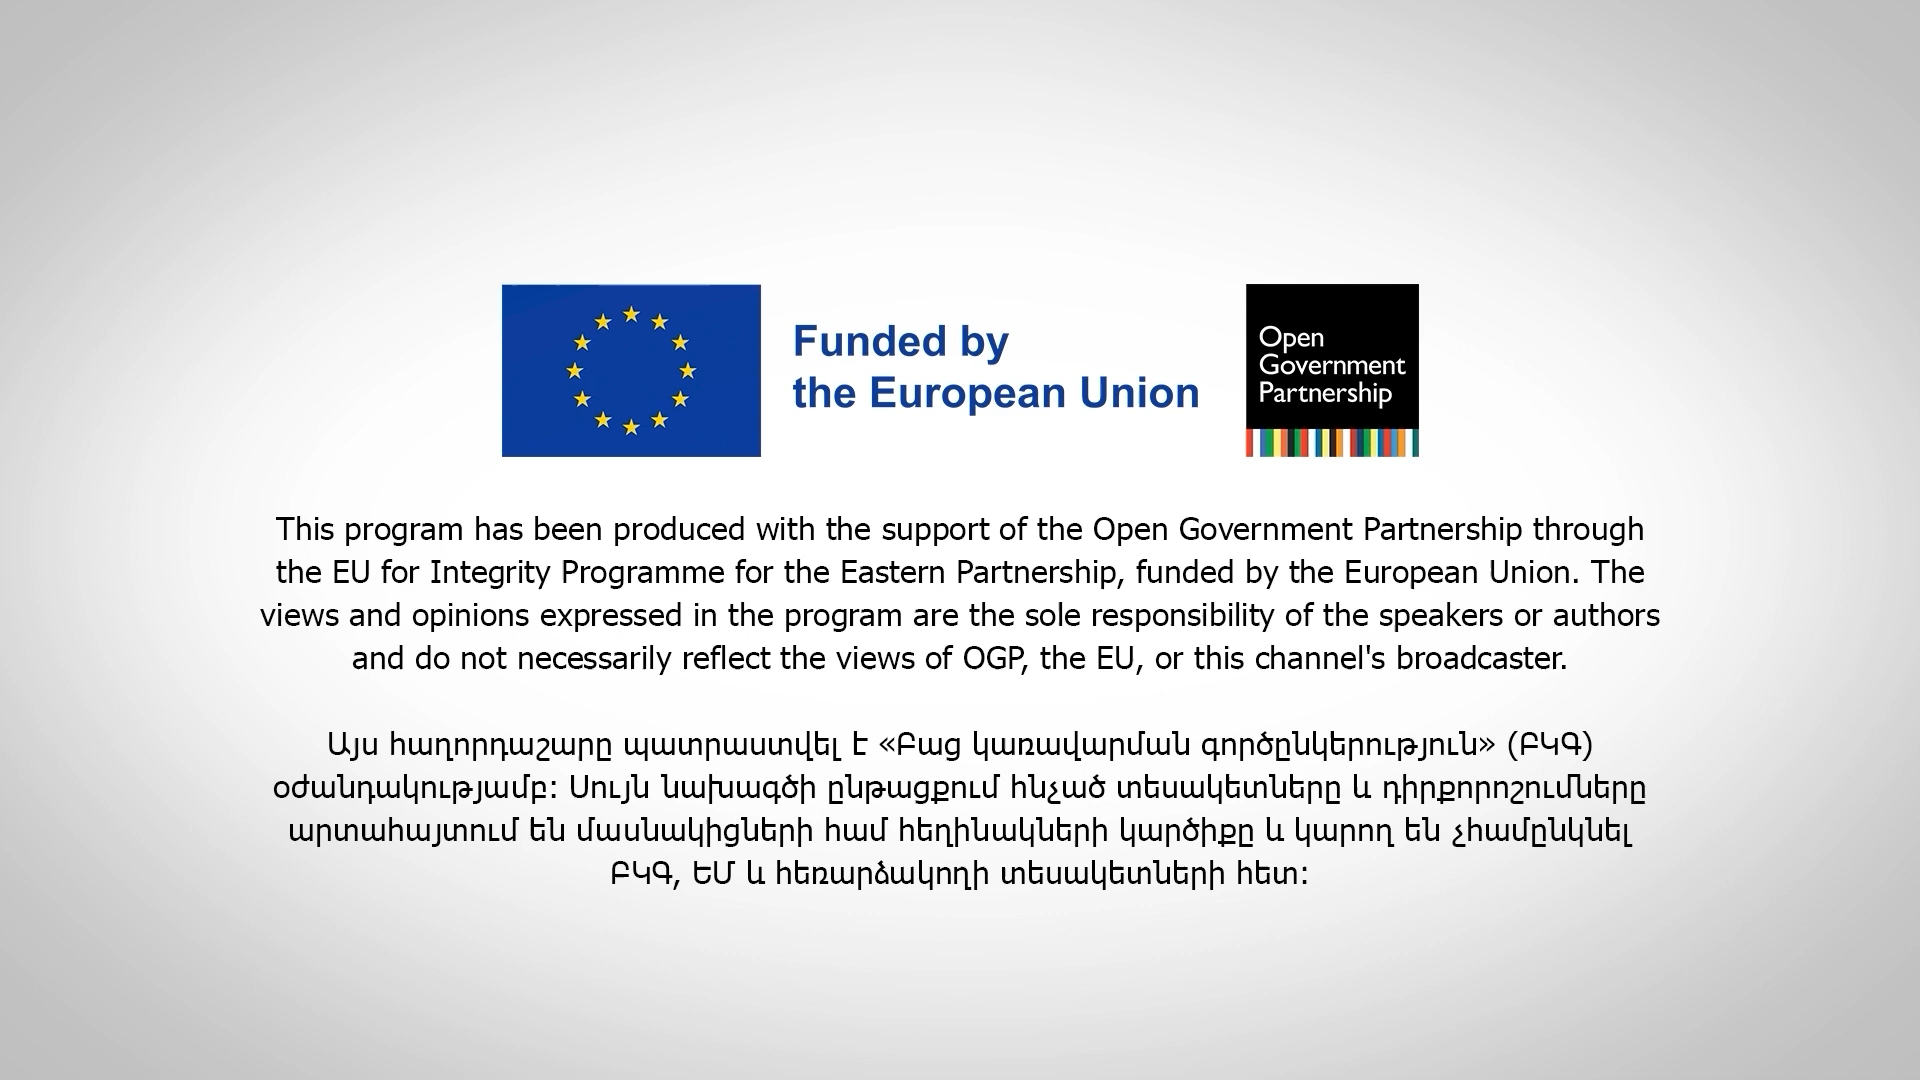 Funded by
the European Union
Open
Government
Partnership
This program has been produced with the support of the Open Government Partnership through
the EU for Integrity Programme for the Eastern Partnership, funded by the European Union. The
views and opinions expressed in the program are the sole responsibility of the speakers or authors
and do not necessarily reflect the views of OGP, the EU, or this channel's broadcaster.
Այս հաղորդաշարը պատրաստվել է «Բաց կառավարման գործընկերություն» (ԲԿԳ)
օժանդակությամբ: Սույն նախագծի ընթացքում հնչած տեսակետները և դիրքորոշումները
արտահայտում են մասնակիցների համ հեղինակների կարծիքը և կարող են չհամընկնել
ԲԿԳ, ԵՄ և հեռարձակողի տեսակետների հետ: